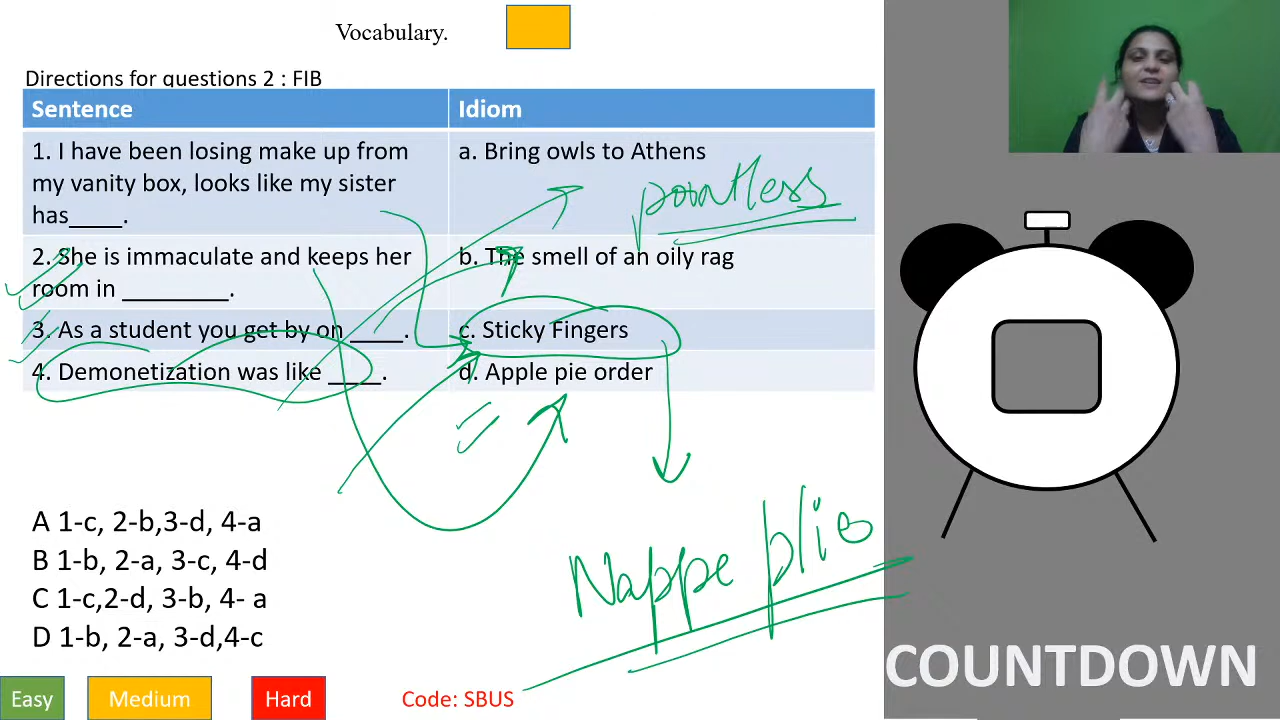 Vocabulary.
Directions for questions 2 : FIB
Sentence
Idiom
1. I have been losing make up from
my vanity box, looks like my sister
has____.
a. Bring owls to Athens
pointless
2. She is immaculate and keeps her
room in _________.
b. The smell of an oily rag
3. As a student you get by on ____.
c. Sticky Fingers
4. Demonetization was like ____.
d. Apple pie order
Nappe plie
A 1-c, 2-b,3-d, 4-a
B 1-b, 2-a, 3-c, 4-d
C 1-c,2-d, 3-b, 4- a
D 1-b, 2-a, 3-d,4-c
COUNTDOWN
Easy
Medium
Hard
Code: SBUS